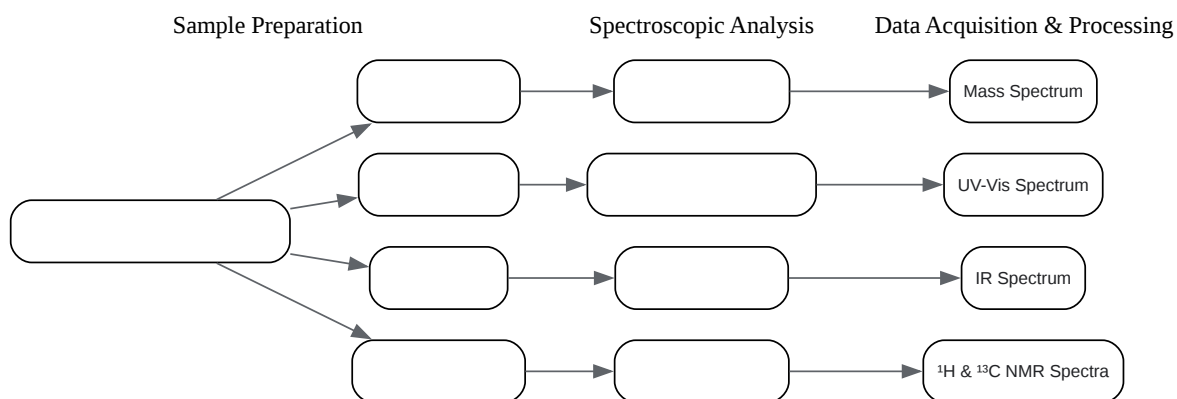 Sample Preparation
Spectroscopic Analysis
Data Acquisition & Processing
Mass Spectrum
UV-Vis Spectrum
IR Spectrum
¹H & ¹³C NMR Spectra